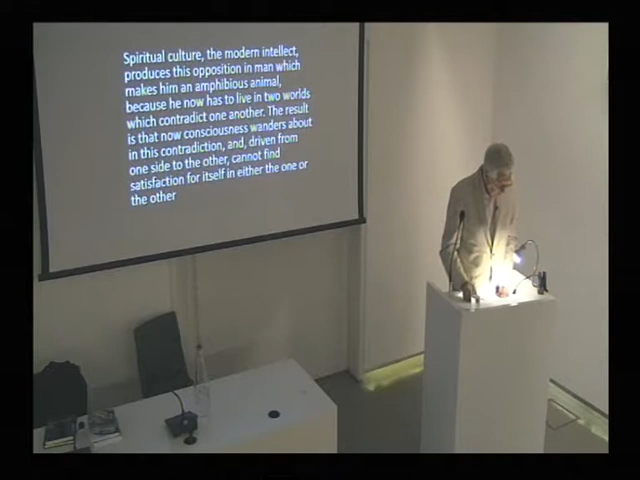 Spiritual culture, the modern intellect,
produces this opposition in man which
makes him an amphibious animal,
because he now has to live in two worlds
which contradict one another. The result
is that now consciousness wanders about
in this contradiction, and, driven from
one side to the other, cannot find
satisfaction for itself in either the one or
the other